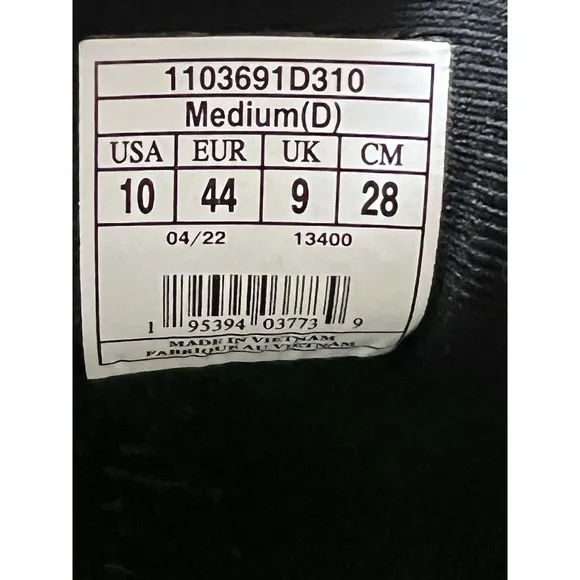 1103691D310
Medium(D)
USA EUR UK CM
10 44 9 28
04/22 13400
1 95394 03773 9
MADE IN VIETNAM
FABRIQUE AU VIETNAM